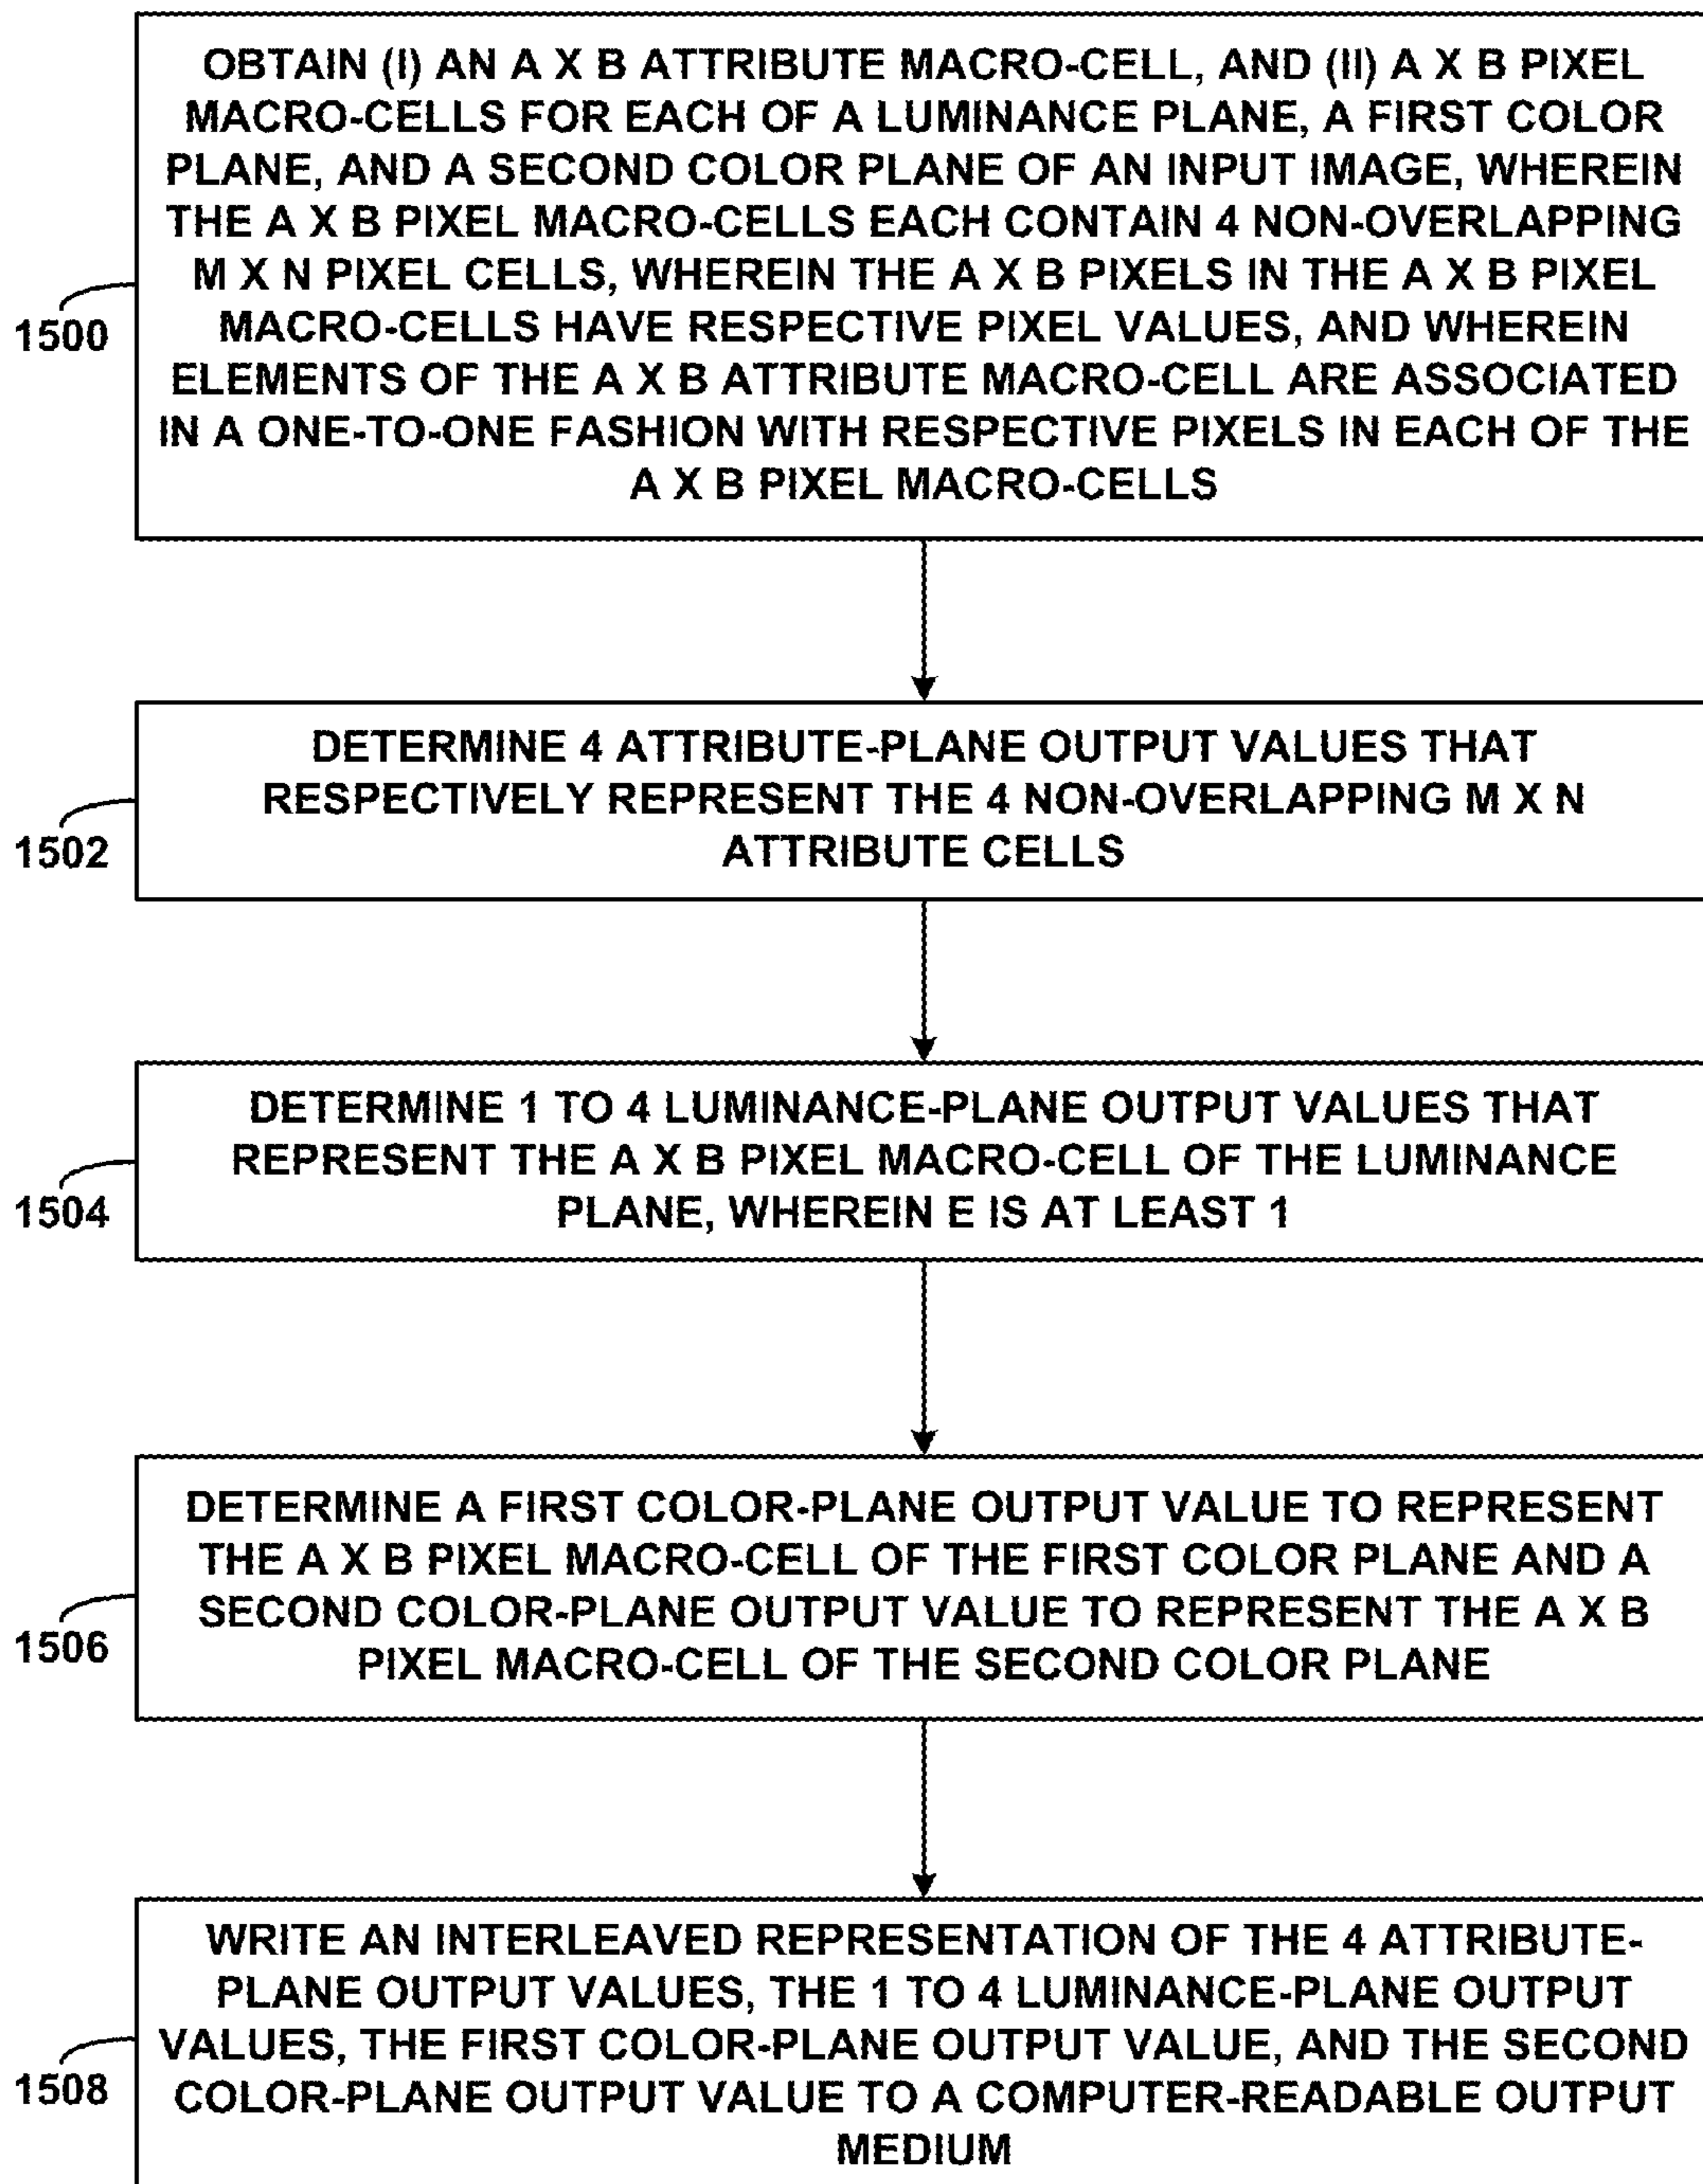 OBTAIN (I) AN A X B ATTRIBUTE MACRO-CELL, AND (II) A X B PIXEL
MACRO-CELLS FOR EACH OF A LUMINANCE PLANE, A FIRST COLOR
PLANE, AND A SECOND COLOR PLANE OF AN INPUT IMAGE, WHEREIN
THE A X B PIXEL MACRO-CELLS EACH CONTAIN 4 NON-OVERLAPPING
M X N PIXEL CELLS, WHEREIN THE A X B PIXELS IN THE A X B PIXEL
MACRO-CELLS HAVE RESPECTIVE PIXEL VALUES, AND WHEREIN
ELEMENTS OF THE A X B ATTRIBUTE MACRO-CELL ARE ASSOCIATED
IN A ONE-TO-ONE FASHION WITH RESPECTIVE PIXELS IN EACH OF THE
A X B PIXEL MACRO-CELLS
1500
DETERMINE 4 ATTRIBUTE-PLANE OUTPUT VALUES THAT
RESPECTIVELY REPRESENT THE 4 NON-OVERLAPPING M X N
ATTRIBUTE CELLS
1502
DETERMINE 1 TO 4 LUMINANCE-PLANE OUTPUT VALUES THAT
REPRESENT THE A X B PIXEL MACRO-CELL OF THE LUMINANCE
PLANE, WHEREIN E IS AT LEAST 1
1504
DETERMINE A FIRST COLOR-PLANE OUTPUT VALUE TO REPRESENT
THE A X B PIXEL MACRO-CELL OF THE FIRST COLOR PLANE AND A
SECOND COLOR-PLANE OUTPUT VALUE TO REPRESENT THE A X B
PIXEL MACRO-CELL OF THE SECOND COLOR PLANE
1506
WRITE AN INTERLEAVED REPRESENTATION OF THE 4 ATTRIBUTE-
PLANE OUTPUT VALUES, THE 1 TO 4 LUMINANCE-PLANE OUTPUT
VALUES, THE FIRST COLOR-PLANE OUTPUT VALUE, AND THE SECOND
COLOR-PLANE OUTPUT VALUE TO A COMPUTER-READABLE OUTPUT
MEDIUM
1508